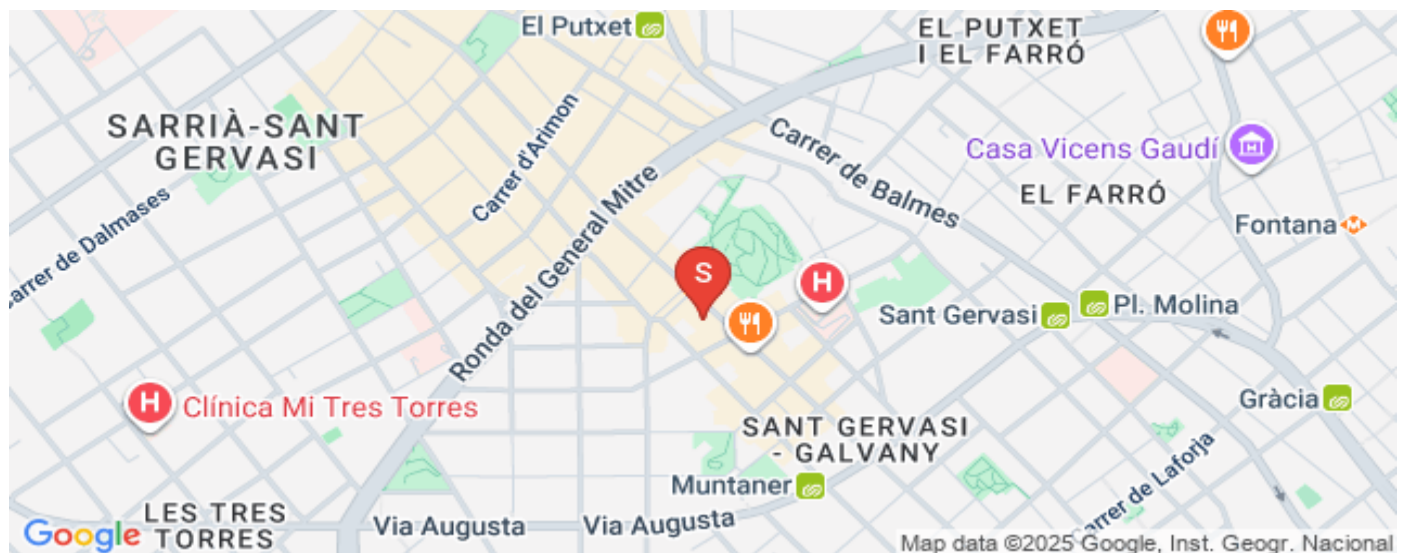 El Putxet
EL PUTXET
I EL FARRÓ
SARRIÀ-SANT
GERVASI
Carrer d'Arimon
Carrer de Balmes
Casa Vicens Gaudí
EL FARRÓ
Carrer de Dalmases
Ronda del General Mitre
Fontana
M
S
H
Sant Gervasi
Pl. Molina
H
Clínica Mi Tres Torres
Gràcia
SANT GERVASI
- GALVANY
Muntaner
Carrer de Laforja
LES TRES
TORRES
Via Augusta
Via Augusta
Google
Map data ©2025 Google, Inst. Geogr. Nacional